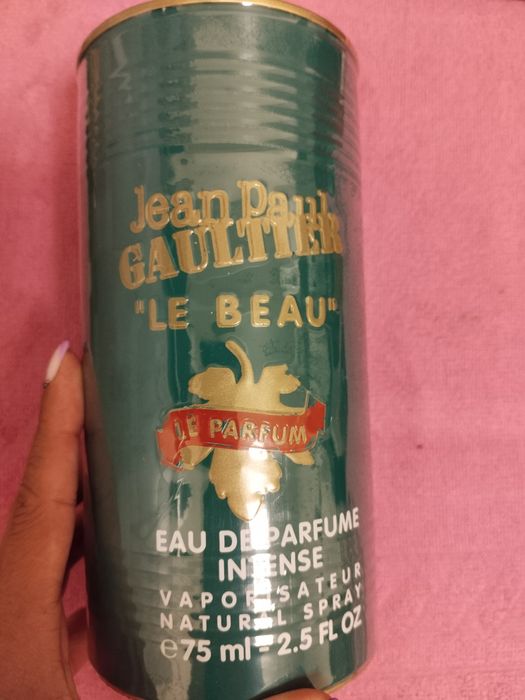 Jean Paul
GAULTIER
"LE BEAU"
LE PARFUM
EAU DE PARFUME
INTENSE
VAPORISATEUR
NATURAL SPRAY
℮75 ml - 2.5 FL OZ